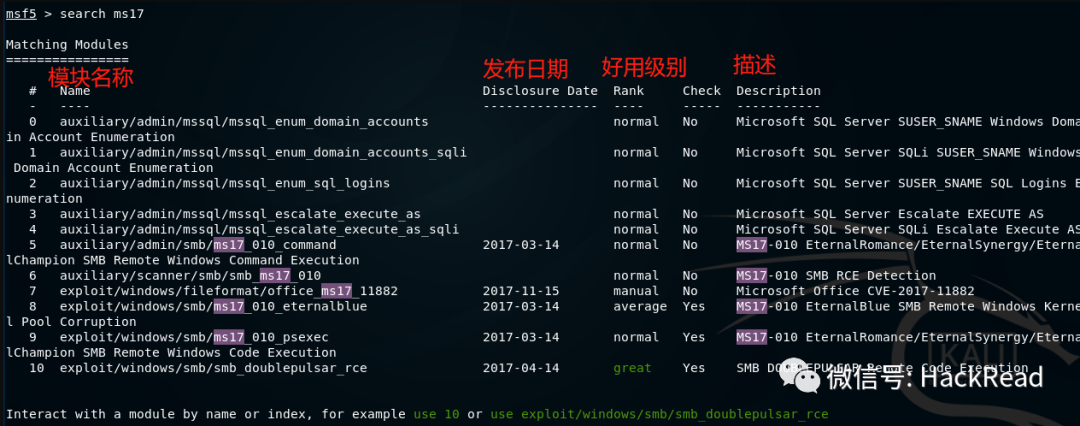 msf5 > search ms17
Matching Modules
================
模块名称 发布日期 好用级别 描述
# Name Disclosure Date Rank Check Description
- ---- --------------- ---- ----- -----------
0 auxiliary/admin/mssql/mssql_enum_domain_accounts normal No Microsoft SQL Server SUSER_SNAME Windows Doma
in Account Enumeration
1 auxiliary/admin/mssql/mssql_enum_domain_accounts_sqli normal No Microsoft SQL Server SQLi SUSER_SNAME Windows
Domain Account Enumeration
2 auxiliary/admin/mssql/mssql_enum_sql_logins normal No Microsoft SQL Server SUSER_SNAME SQL Logins E
numeration
3 auxiliary/admin/mssql/mssql_escalate_execute_as normal No Microsoft SQL Server Escalate EXECUTE AS
4 auxiliary/admin/mssql/mssql_escalate_execute_as_sqli normal No Microsoft SQL Server SQLi Escalate Execute AS
5 auxiliary/admin/smb/ms17_010_command 2017-03-14 normal No MS17-010 EternalRomance/EternalSynergy/Eterna
lChampion SMB Remote Windows Command Execution
6 auxiliary/scanner/smb/smb_ms17_010 normal No MS17-010 SMB RCE Detection
7 exploit/windows/fileformat/office_ms17_11882 2017-11-15 manual No Microsoft Office CVE-2017-11882
8 exploit/windows/smb/ms17_010_eternalblue 2017-03-14 average Yes MS17-010 EternalBlue SMB Remote Windows Kerne
l Pool Corruption
9 exploit/windows/smb/ms17_010_psexec 2017-03-14 normal Yes MS17-010 EternalRomance/EternalSynergy/Eterna
lChampion SMB Remote Windows Code Execution
10 exploit/windows/smb/smb_doublepulsar_rce 2017-04-14 great Yes SMB DOUBLEPULSAR Remote Code Execution
KALI
微信号: HackRead
Interact with a module by name or index, for example use 10 or use exploit/windows/smb/smb_doublepulsar_rce